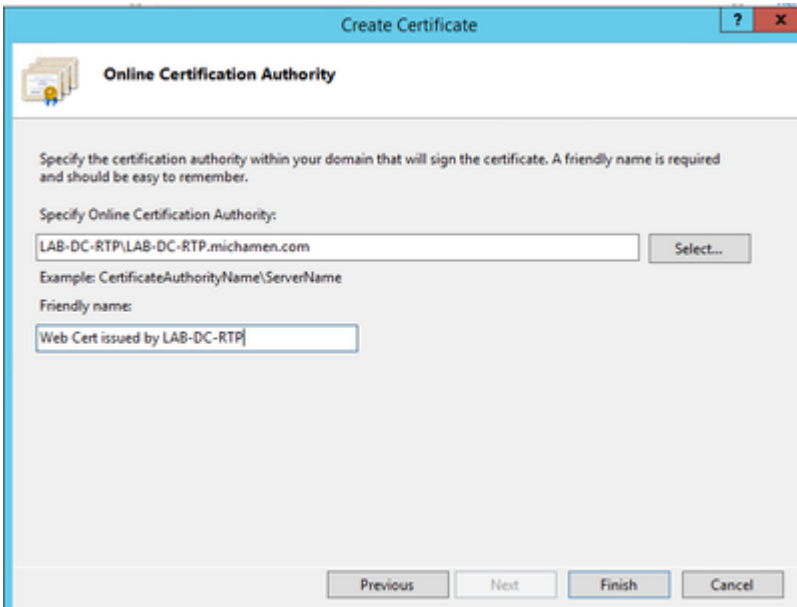 Create Certificate
? x
Online Certification Authority
Specify the certification authority within your domain that will sign the certificate. A friendly name is required
and should be easy to remember.
Specify Online Certification Authority:
LAB-DC-RTP\LAB-DC-RTP.michamen.com
Select...
Example: CertificateAuthorityName\ServerName
Friendly name:
Web Cert issued by LAB-DC-RTP
Previous Next Finish Cancel